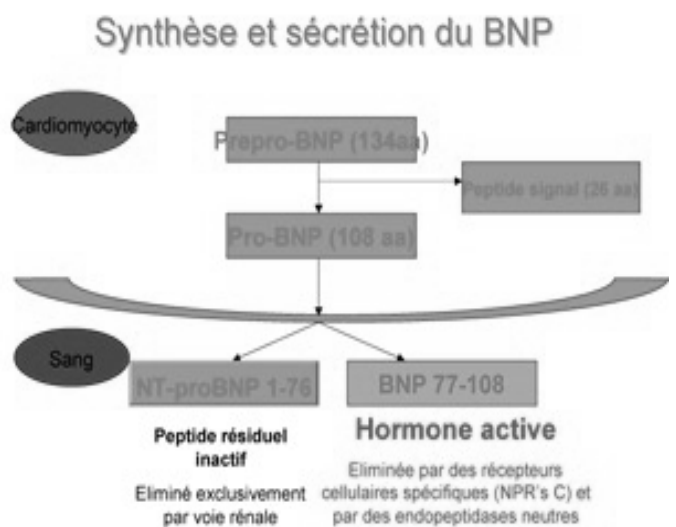 Synthèse et sécrétion du BNP
Cardiomyocyte
Prepro-BNP (134aa)
Peptide signal (26 aa)
Pro-BNP (108 aa)
Sang
NT-proBNP 1-76
BNP 77-108
Peptide résiduel
inactif
Eliminé exclusivement
par voie rénale
Hormone active
Eliminée par des récepteurs
cellulaires spécifiques (NPR's C) et
par des endopeptidases neutres